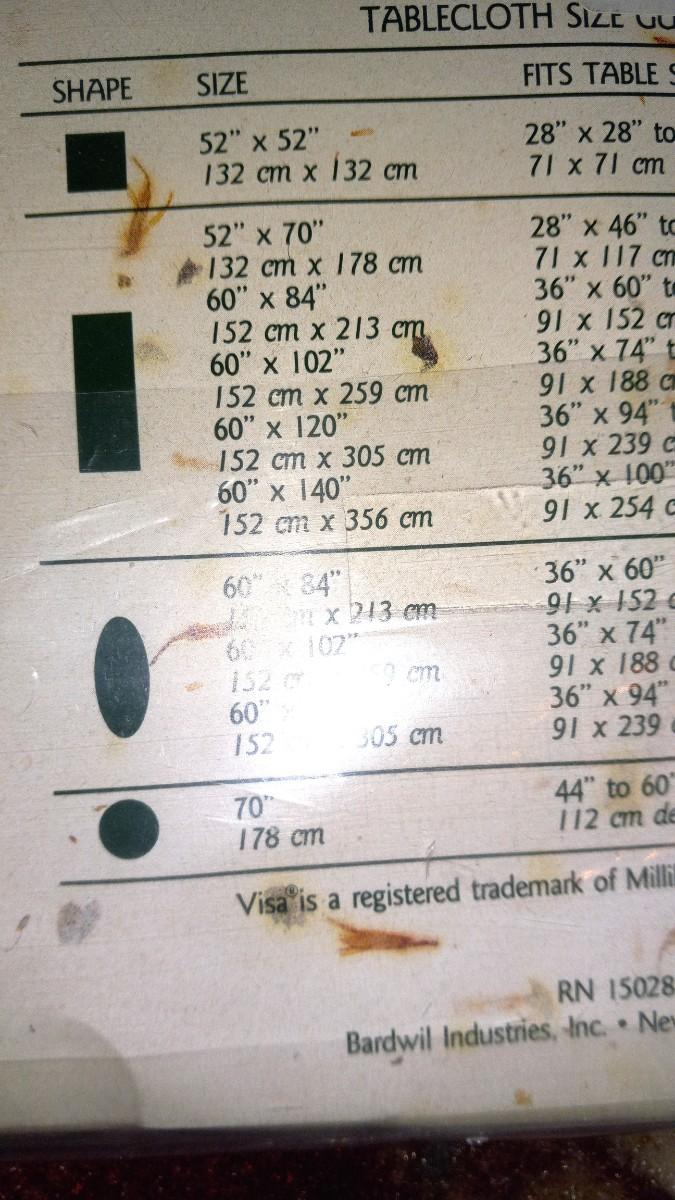 TABLECLOTH SIZE
SHAPE SIZE FITS TABLE
52" x 52" 28" x 28" to
132 cm x 132 cm 71 x 71 cm
52" x 70" 28" x 46"
132 cm x 178 cm 71 x 117
60" x 84" 36" x 60"
152 cm x 213 cm 91 x 152
60" x 102" 36" x 74"
152 cm x 259 cm 91 x 188
60" x 120" 36" x 94"
152 cm x 305 cm 91 x 239
60" x 140" 36" x 100"
152 cm x 356 cm 91 x 254
60" x 84" 36" x 60"
x 213 cm 91 x 152
60 x 102" 36" x 74"
152 cm 91 x 188
60" 36" x 94"
152 305 cm 91 x 239
70" 44" to 60"
178 cm 112 cm
Visa® is a registered trademark of
RN 15028
Bardwil Industries, Inc. •